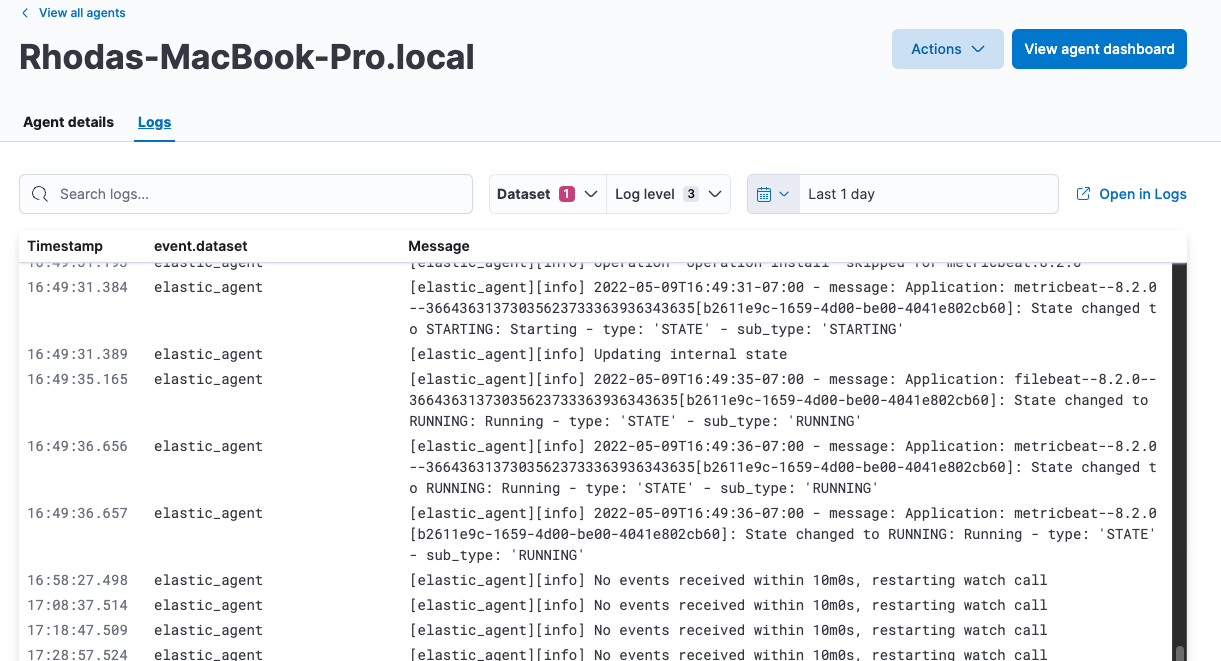 View all agents
Rhodas-MacBook-Pro.local
Actions
View agent dashboard
Agent details Logs
Search logs...
Dataset 1
Log level 3
Last 1 day
Open in Logs
Timestamp event.dataset Message
16:49:31.193 elastic_agent [elastic_agent][info] Operation 'operation-install' skipped for metricbeat.8.2.0
16:49:31.384 elastic_agent [elastic_agent][info] 2022-05-09T16:49:31-07:00 - message: Application: metricbeat--8.2.0
--36643631373035623733363936343635[b2611e9c-1659-4d00-be00-4041e802cb60]: State changed t
o STARTING: Starting - type: 'STATE' - sub_type: 'STARTING'
16:49:31.389 elastic_agent [elastic_agent][info] Updating internal state
16:49:35.165 elastic_agent [elastic_agent][info] 2022-05-09T16:49:35-07:00 - message: Application: filebeat--8.2.0--
36643631373035623733363936343635[b2611e9c-1659-4d00-be00-4041e802cb60]: State changed to
RUNNING: Running - type: 'STATE' - sub_type: 'RUNNING'
16:49:36.656 elastic_agent [elastic_agent][info] 2022-05-09T16:49:36-07:00 - message: Application: metricbeat--8.2.0
--36643631373035623733363936343635[b2611e9c-1659-4d00-be00-4041e802cb60]: State changed t
o RUNNING: Running - type: 'STATE' - sub_type: 'RUNNING'
16:49:36.657 elastic_agent [elastic_agent][info] 2022-05-09T16:49:36-07:00 - message: Application: metricbeat--8.2.0
[b2611e9c-1659-4d00-be00-4041e802cb60]: State changed to RUNNING: Running - type: 'STATE'
- sub_type: 'RUNNING'
16:58:27.498 elastic_agent [elastic_agent][info] No events received within 10m0s, restarting watch call
17:08:37.514 elastic_agent [elastic_agent][info] No events received within 10m0s, restarting watch call
17:18:47.509 elastic_agent [elastic_agent][info] No events received within 10m0s, restarting watch call
17:28:57.524 elastic_agent [elastic_agent][info] No events received within 10m0s, restarting watch call